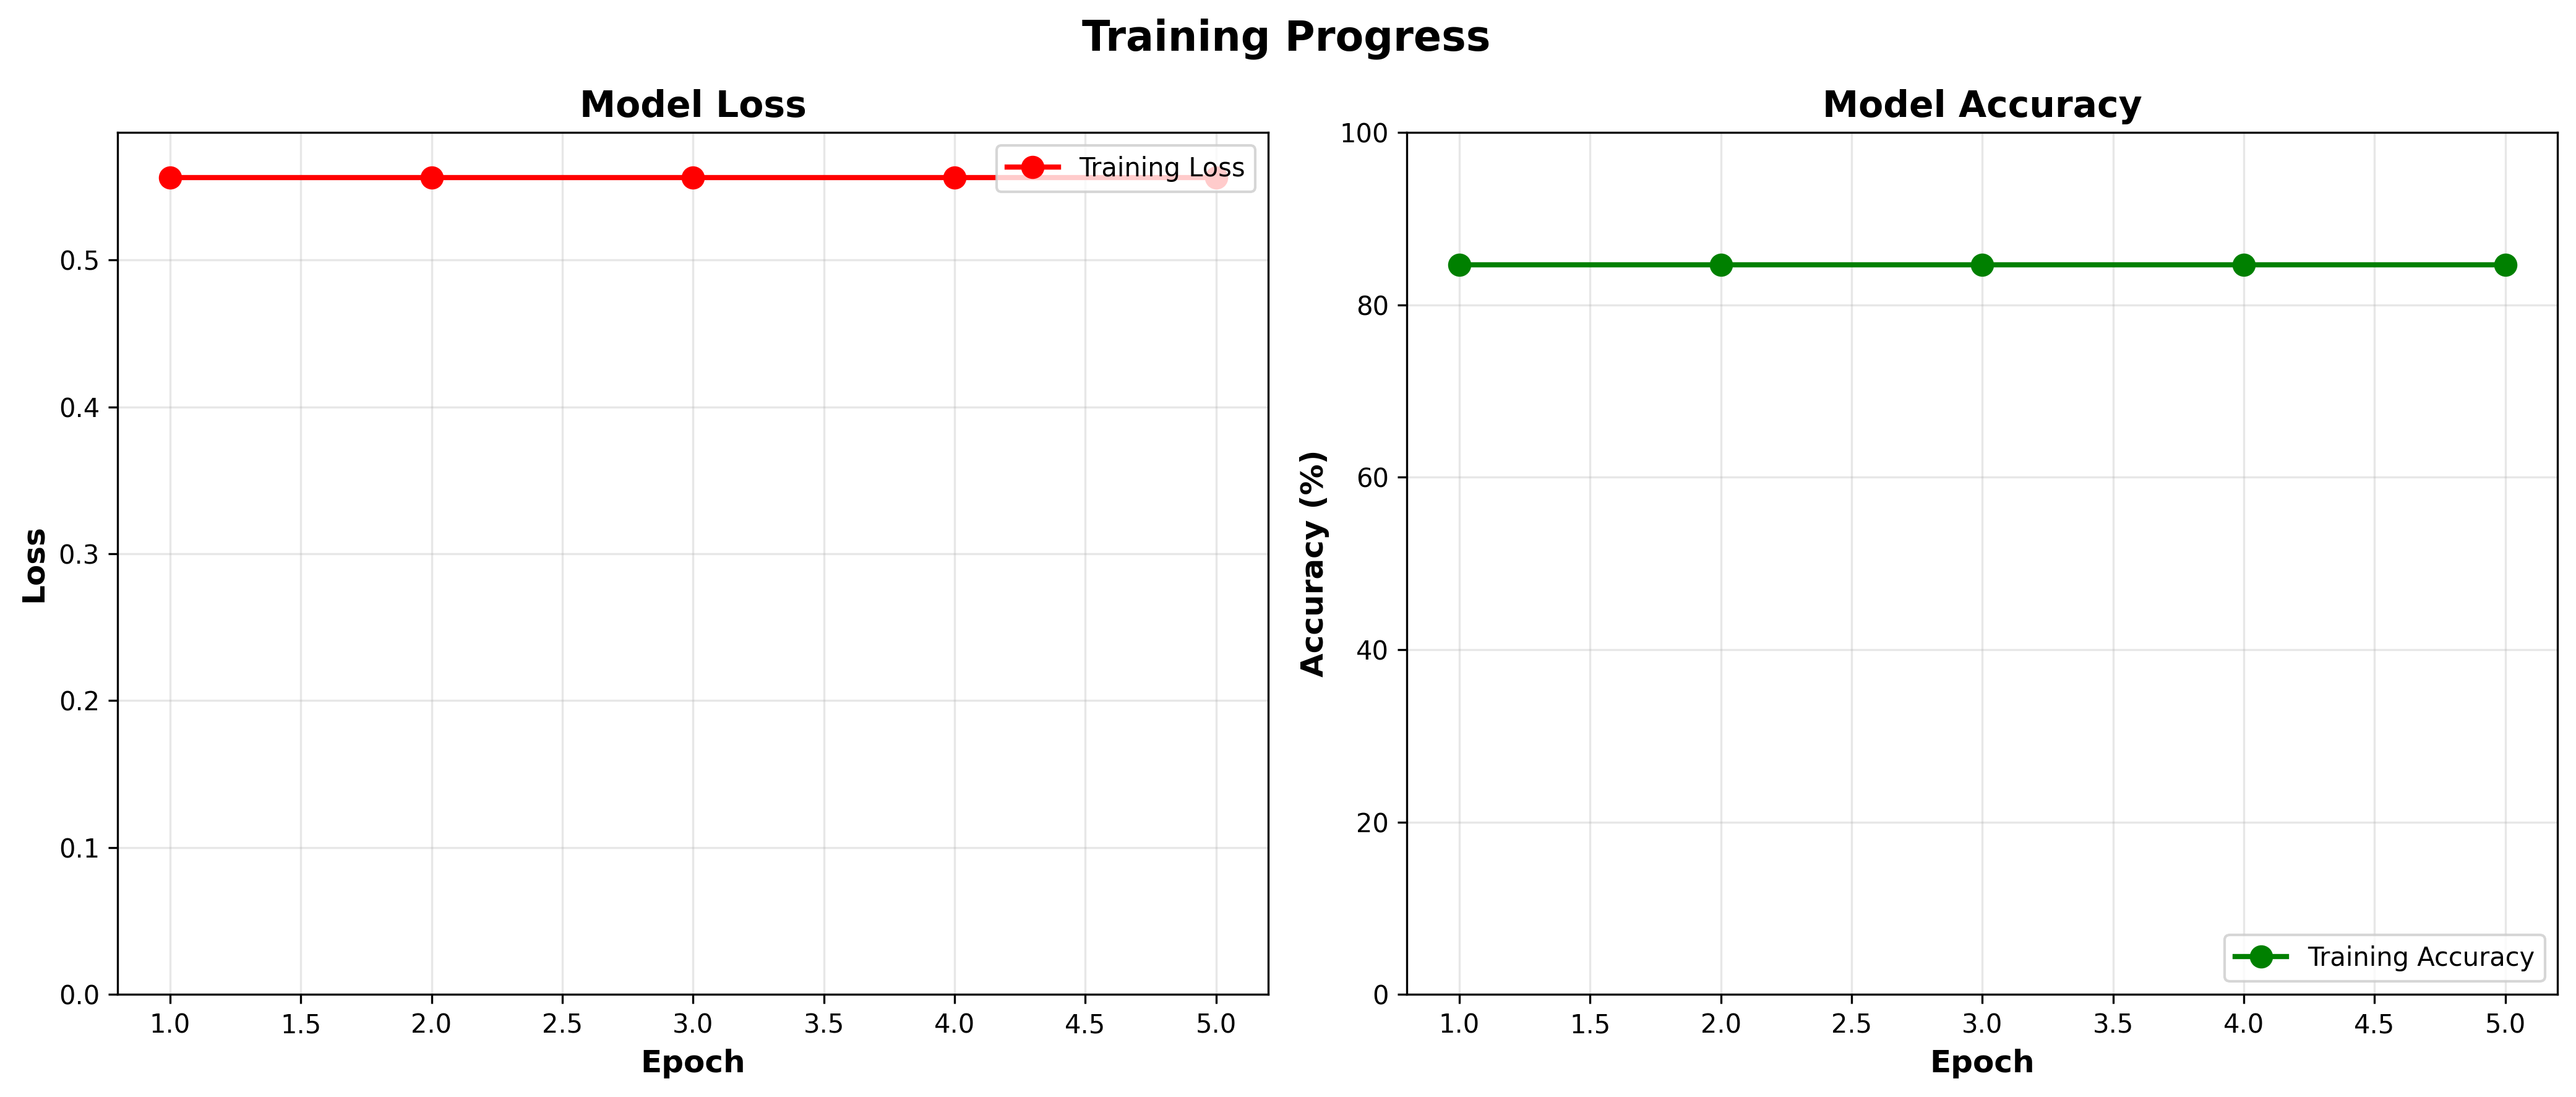 Training Progress
Model Loss
Training Loss
0.5
0.4
0.3
0.2
0.1
0.0
Loss
1.0 1.5 2.0 2.5 3.0 3.5 4.0 4.5 5.0
Epoch
Model Accuracy
100
80
60
40
20
0
Accuracy (%)
Training Accuracy
1.0 1.5 2.0 2.5 3.0 3.5 4.0 4.5 5.0
Epoch